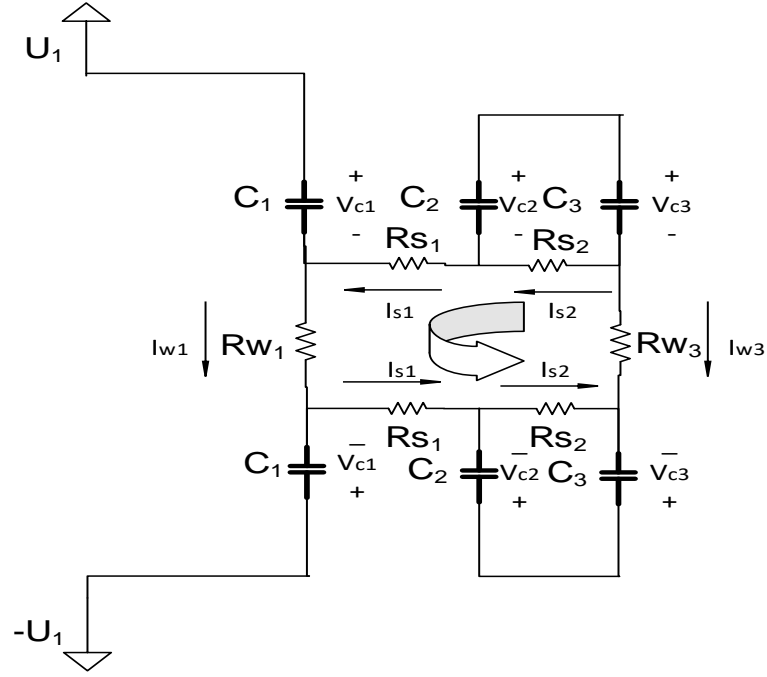 U1
C1 + Vc1 - C2 + Vc2 - C3 + Vc3 -
Rs1 Rs2
Is1 Is2
Iw1 Rw1 Rw3 Iw3
Is1 Is2
Rs1 Rs2
C1 - Vc1 + C2 - Vc2 + C3 - Vc3 +
-U1